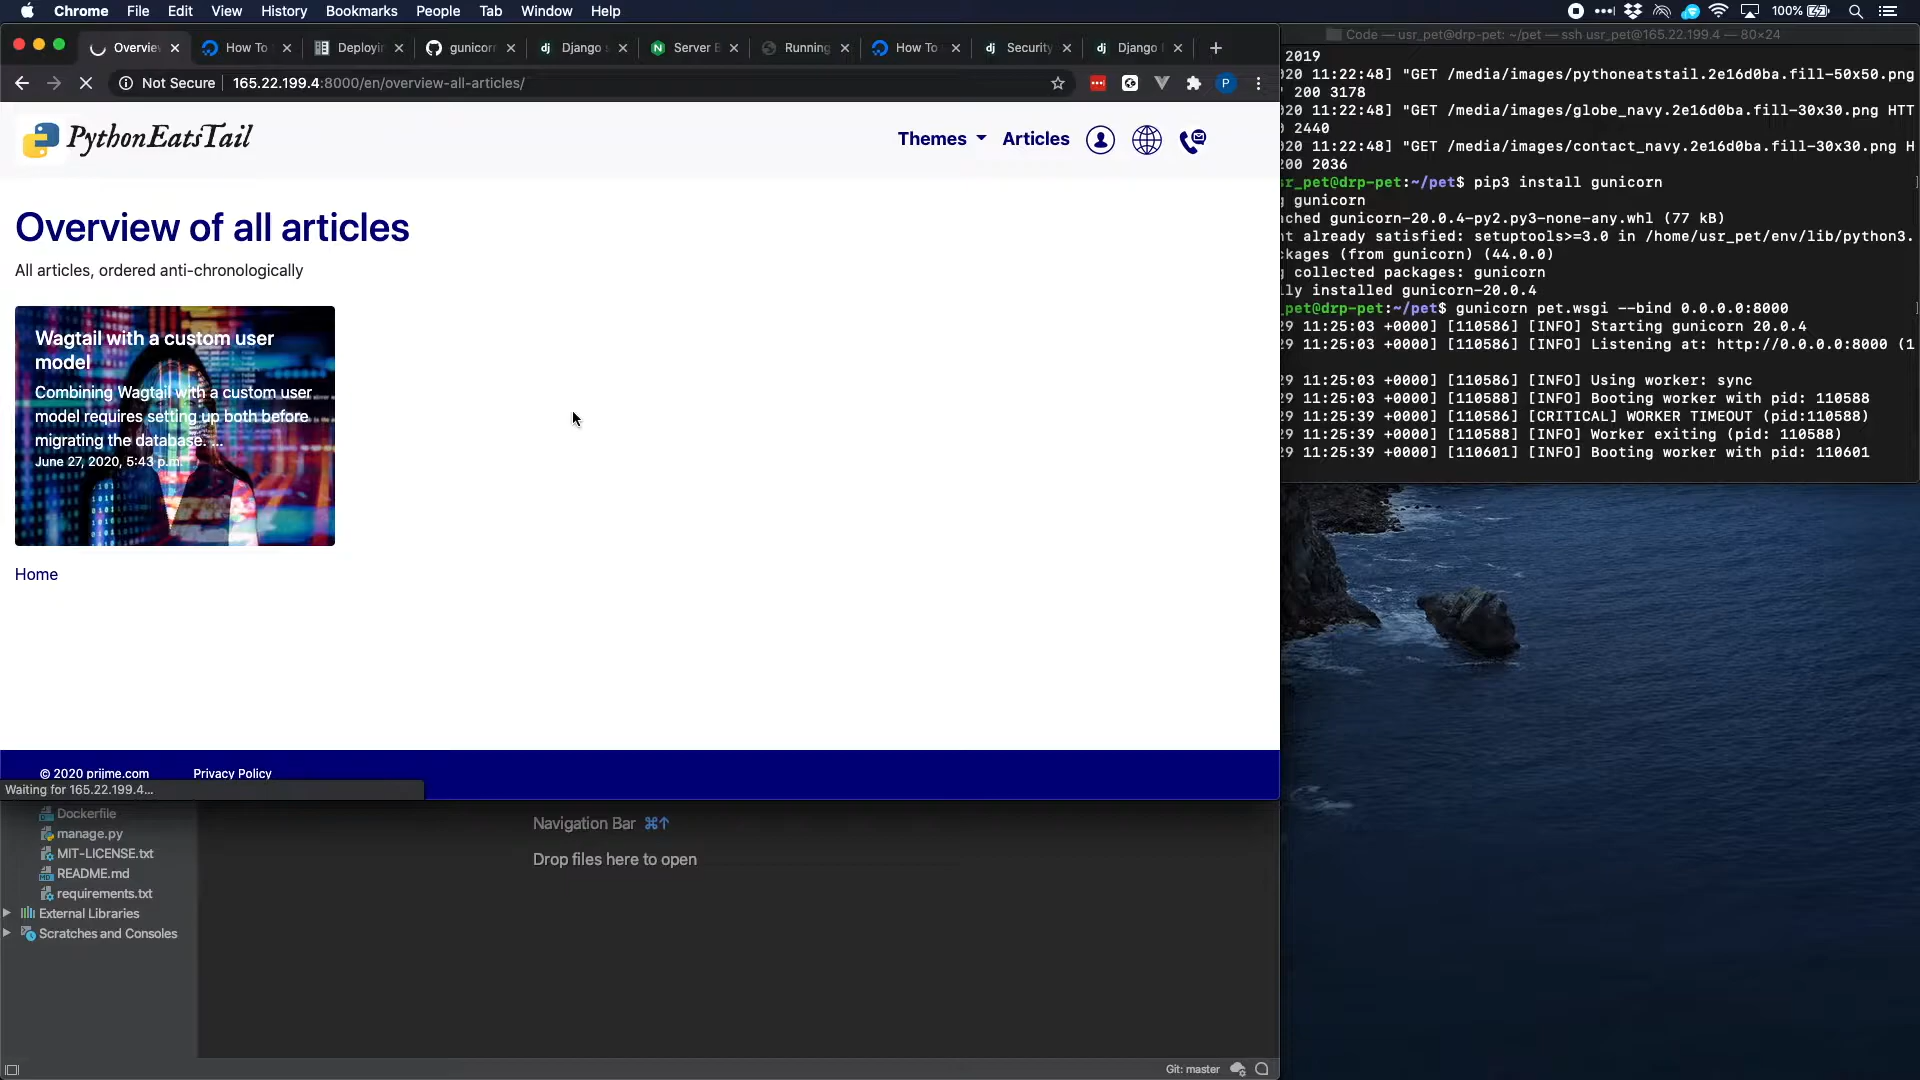 Chrome File Edit View History Bookmarks People Tab Window Help
100%
Overvie
How To
Deployin
gunicorn
Django s
Server B
Running
How To
Security
Django
Not Secure
165.22.199.4:8000/en/overview-all-articles/
P
PythonEatsTail
Themes
Articles
Overview of all articles
All articles, ordered anti-chronologically
Wagtail with a custom user
model
Combining Wagtail with a custom user
model requires setting up both before
migrating the database. ...
June 27, 2020, 5:43 p.m.
Home
© 2020 prijme.com
Privacy Policy
Waiting for 165.22.199.4...
Dockerfile
manage.py
MIT-LICENSE.txt
README.md
requirements.txt
External Libraries
Scratches and Consoles
Navigation Bar ⌘↑
Drop files here to open
Git: master
Code — usr_pet@drp-pet: ~/pet — ssh usr_pet@165.22.199.4 — 80×24
2019
20 11:22:48] "GET /media/images/pythoneatstail.2e16d0ba.fill-50x50.png
" 200 3178
20 11:22:48] "GET /media/images/globe_navy.2e16d0ba.fill-30x30.png HTT
2440
20 11:22:48] "GET /media/images/contact_navy.2e16d0ba.fill-30x30.png H
200 2036
sr_pet@drp-pet:~/pet$ pip3 install gunicorn
g gunicorn
ched gunicorn-20.0.4-py2.py3-none-any.whl (77 kB)
nt already satisfied: setuptools>=3.0 in /home/usr_pet/env/lib/python3.
ckages (from gunicorn) (44.0.0)
g collected packages: gunicorn
lly installed gunicorn-20.0.4
_pet@drp-pet:~/pet$ gunicorn pet.wsgi --bind 0.0.0.0:8000
29 11:25:03 +0000] [110586] [INFO] Starting gunicorn 20.0.4
29 11:25:03 +0000] [110586] [INFO] Listening at: http://0.0.0.0:8000 (1
29 11:25:03 +0000] [110586] [INFO] Using worker: sync
29 11:25:03 +0000] [110588] [INFO] Booting worker with pid: 110588
29 11:25:39 +0000] [110586] [CRITICAL] WORKER TIMEOUT (pid:110588)
29 11:25:39 +0000] [110588] [INFO] Worker exiting (pid: 110588)
29 11:25:39 +0000] [110601] [INFO] Booting worker with pid: 110601